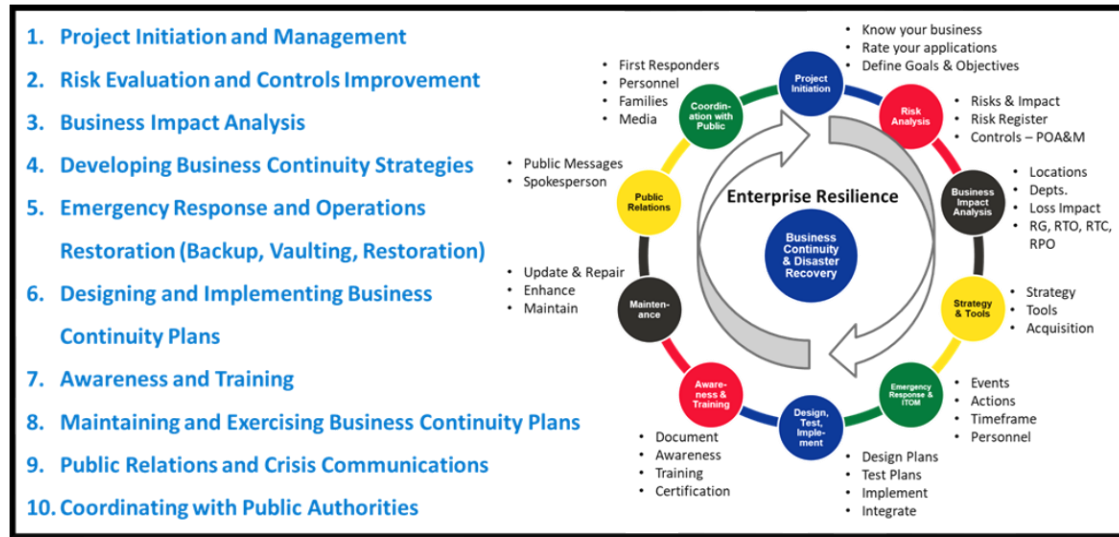 1. Project Initiation and Management
2. Risk Evaluation and Controls Improvement
3. Business Impact Analysis
4. Developing Business Continuity Strategies
5. Emergency Response and Operations
Restoration (Backup, Vaulting, Restoration)
6. Designing and Implementing Business
Continuity Plans
7. Awareness and Training
8. Maintaining and Exercising Business Continuity Plans
9. Public Relations and Crisis Communications
10. Coordinating with Public Authorities
Enterprise Resilience
Business
Continuity
& Disaster
Recovery
Project
Initiation
• Know your business
• Rate your applications
• Define Goals & Objectives
Risk
Analysis
• Risks & Impact
• Risk Register
• Controls – POA&M
Business
Impact
Analysis
• Locations
• Depts.
• Loss Impact
• RG, RTO, RTC,
RPO
Strategy
& Tools
• Strategy
• Tools
• Acquisition
Emergency
Response &
ITOM
• Events
• Actions
• Timeframe
• Personnel
Design,
Test,
Imple-
ment
• Design Plans
• Test Plans
• Implement
• Integrate
Aware-
ness &
Training
• Document
• Awareness
• Training
• Certification
Mainten-
ance
• Update & Repair
• Enhance
• Maintain
Public
Relations
• Public Messages
• Spokesperson
Coordin-
ation with
Public
• First Responders
• Personnel
• Families
• Media